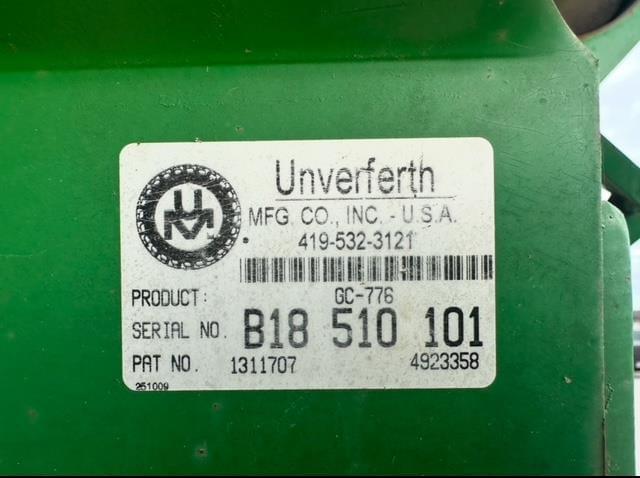 UM
Unverferth
MFG. CO., INC. - U.S.A.
419-532-3121
PRODUCT: GC-776
SERIAL NO. B18 510 101
PAT NO. 1311707 4923358
251009